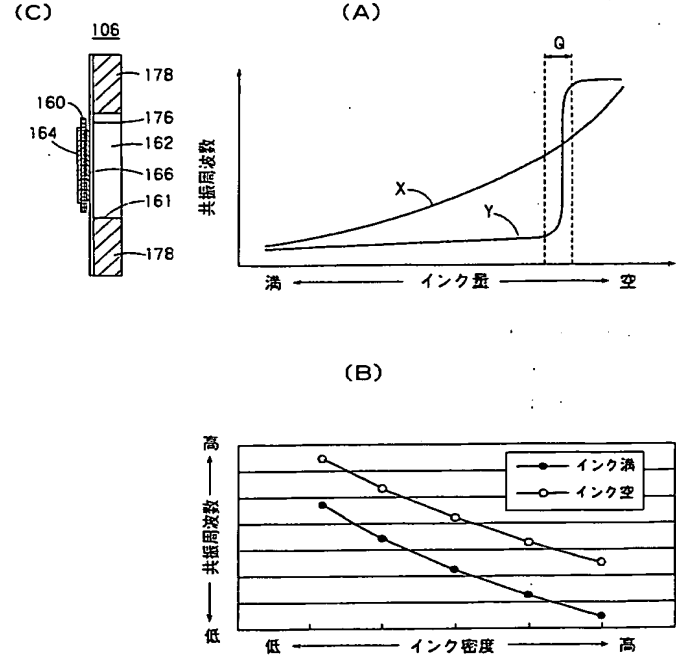 (C)
106
178
160
176
164
162
166
161
178
(A)
Q
共振周波数
X
Y
満 ← インク量 → 空
(B)
高
共振周波数
低
インク満
インク空
低 ← インク密度 → 高